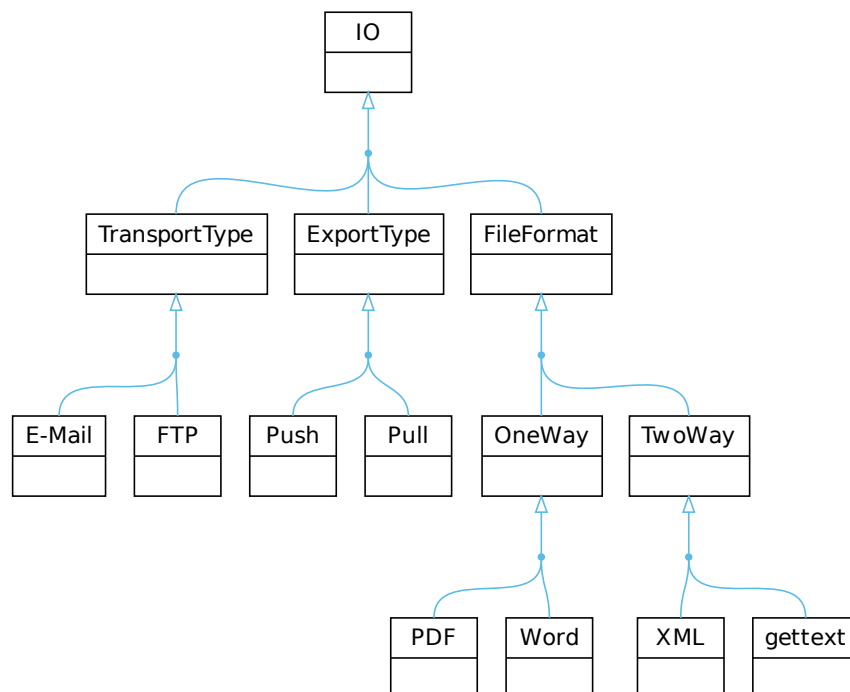 IO
TransportType
ExportType
FileFormat
E-Mail
FTP
Push
Pull
OneWay
TwoWay
PDF
Word
XML
gettext